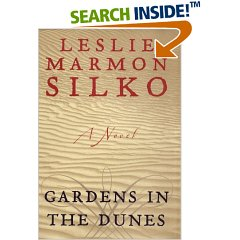 SEARCH INSIDE!™
LESLIE
MARMON
SILKO
A Novel
GARDENS IN
THE DUNES